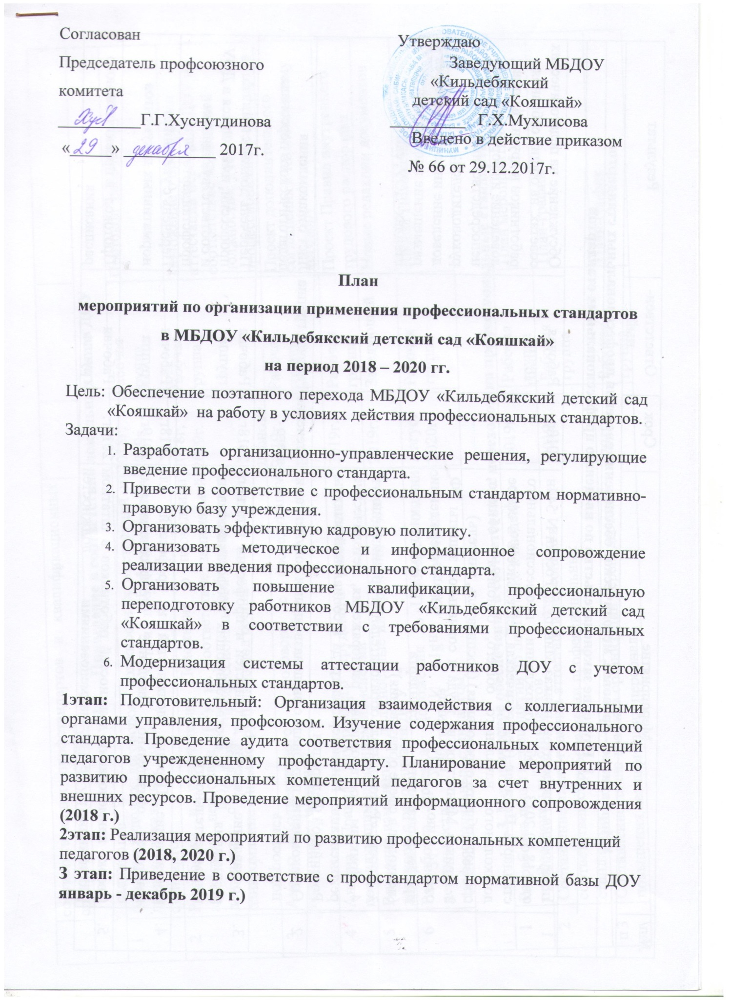 Согласован
Председатель профсоюзного
комитета
Г.Г.Хуснутдинова
«29» декабря 2017г.
Утверждаю
Заведующий МБДОУ
«Кильдебякский
детский сад «Кояшкай»
Г.Х.Мухлисова
Введено в действие приказом
№ 66 от 29.12.2017г.
План
мероприятий по организации применения профессиональных стандартов
в МБДОУ «Кильдебякский детский сад «Кояшкай»
на период 2018 – 2020 гг.
Цель: Обеспечение поэтапного перехода МБДОУ «Кильдебякский детский сад
«Кояшкай» на работу в условиях действия профессиональных стандартов.
Задачи:
1. Разработать организационно-управленческие решения, регулирующие
введение профессионального стандарта.
2. Привести в соответствие с профессиональным стандартом нормативно-
правовую базу учреждения.
3. Организовать эффективную кадровую политику.
4. Организовать методическое и информационное сопровождение
реализации введения профессионального стандарта.
5. Организовать повышение квалификации, профессиональную
переподготовку работников МБДОУ «Кильдебякский детский сад
«Кояшкай» в соответствии с требованиями профессиональных
стандартов.
6. Модернизация системы аттестации работников ДОУ с учетом
профессиональных стандартов.
1этап: Подготовительный: Организация взаимодействия с коллегиальными
органами управления, профсоюзом. Изучение содержания профессионального
стандарта. Проведение аудита соответствия профессиональных компетенций
педагогов учреждененному профстандарту. Планирование мероприятий по
развитию профессиональных компетенций педагогов за счет внутренних и
внешних ресурсов. Проведение мероприятий информационного сопровождения
(2018 г.)
2этап: Реализация мероприятий по развитию профессиональных компетенций
педагогов (2018, 2020 г.)
3 этап: Приведение в соответствие с профстандартом нормативной базы ДОУ
январь - декабрь 2019 г.)